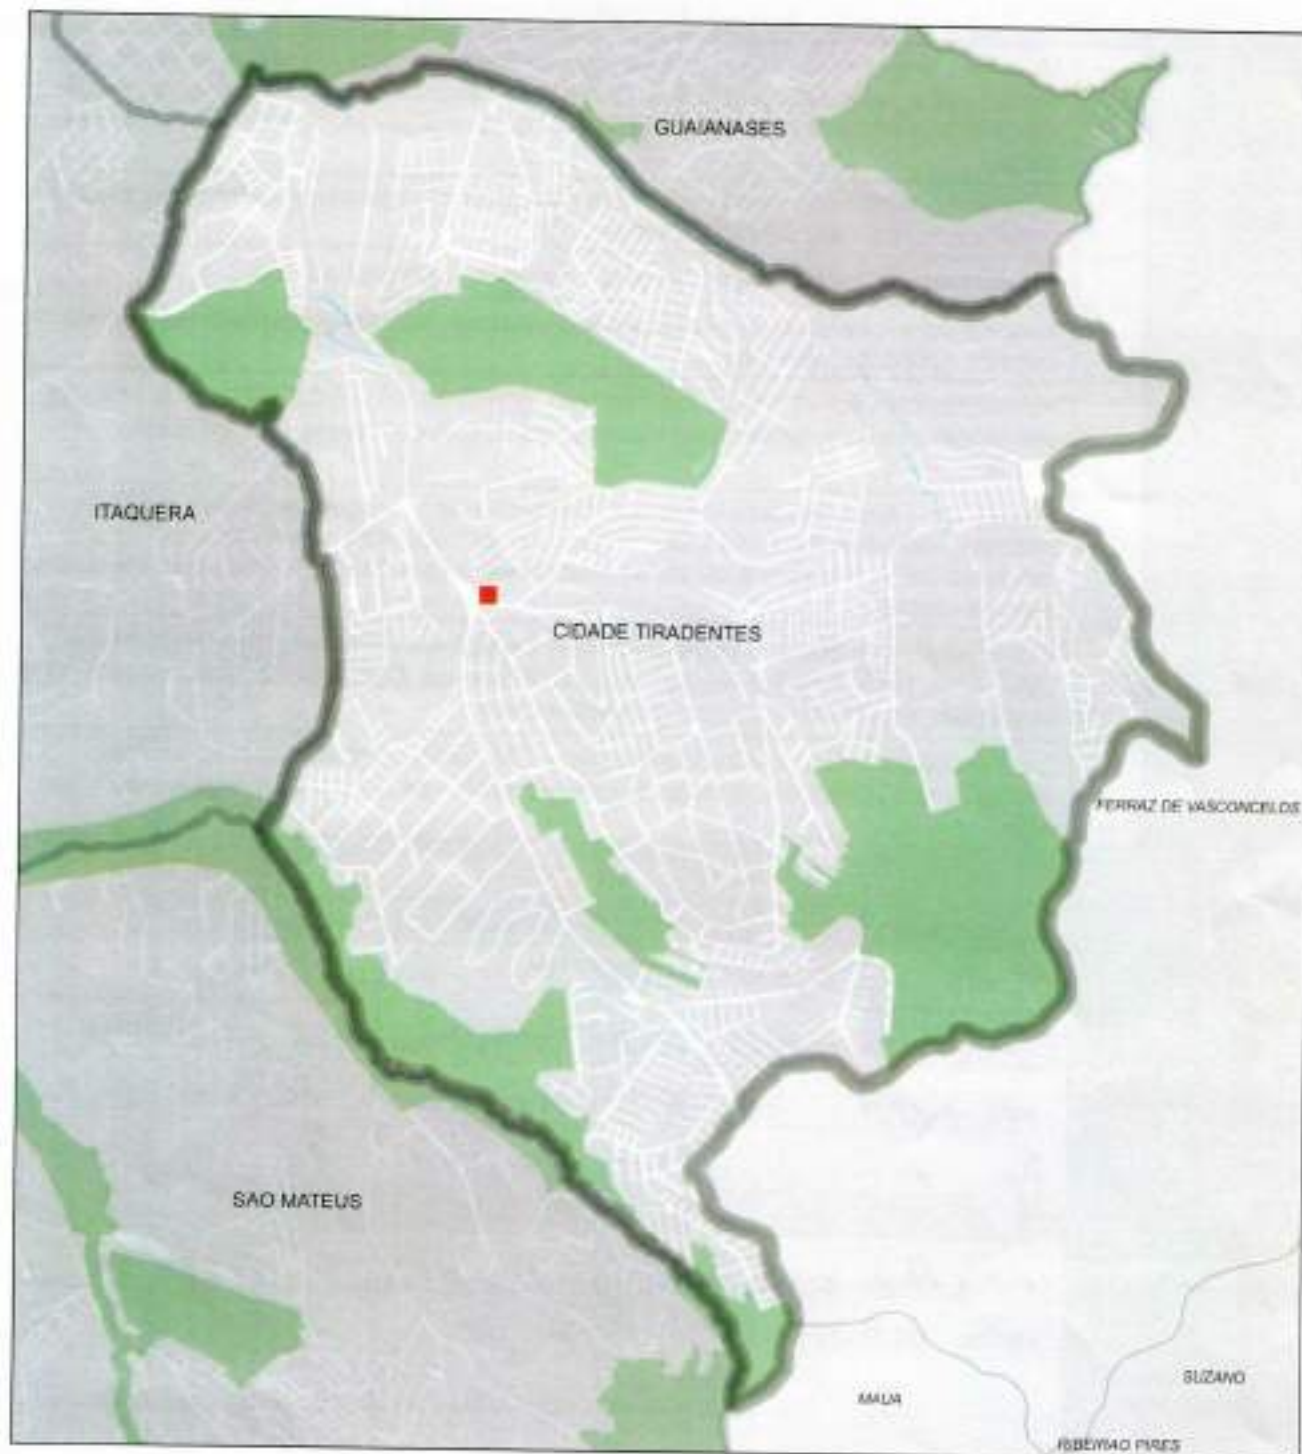 GUAIANASES
ITAQUERA
CIDADE TIRADENTES
FERRAZ DE VASCONCELOS
SAO MATEUS
SUZANO
MAUA
RIBEIRAO PIRES